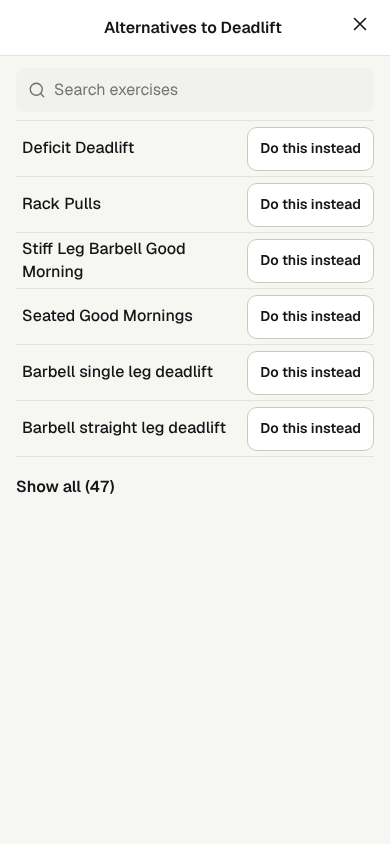 Alternatives to Deadlift
Search exercises
Deficit Deadlift
Do this instead
Rack Pulls
Do this instead
Stiff Leg Barbell Good
Morning
Do this instead
Seated Good Mornings
Do this instead
Barbell single leg deadlift
Do this instead
Barbell straight leg deadlift
Do this instead
Show all (47)